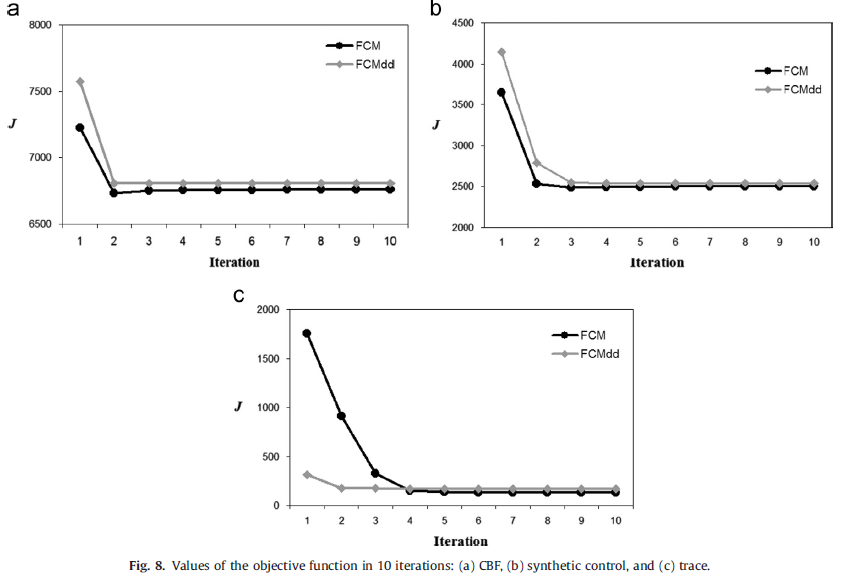 a
8000
7500
7000
6500
J
FCM
FCMdd
1 2 3 4 5 6 7 8 9 10
Iteration
b
4500
4000
3500
3000
2500
2000
J
FCM
FCMdd
1 2 3 4 5 6 7 8 9 10
Iteration
c
2000
1500
1000
500
0
J
FCM
FCMdd
1 2 3 4 5 6 7 8 9 10
Iteration
Fig. 8. Values of the objective function in 10 iterations: (a) CBF, (b) synthetic control, and (c) trace.